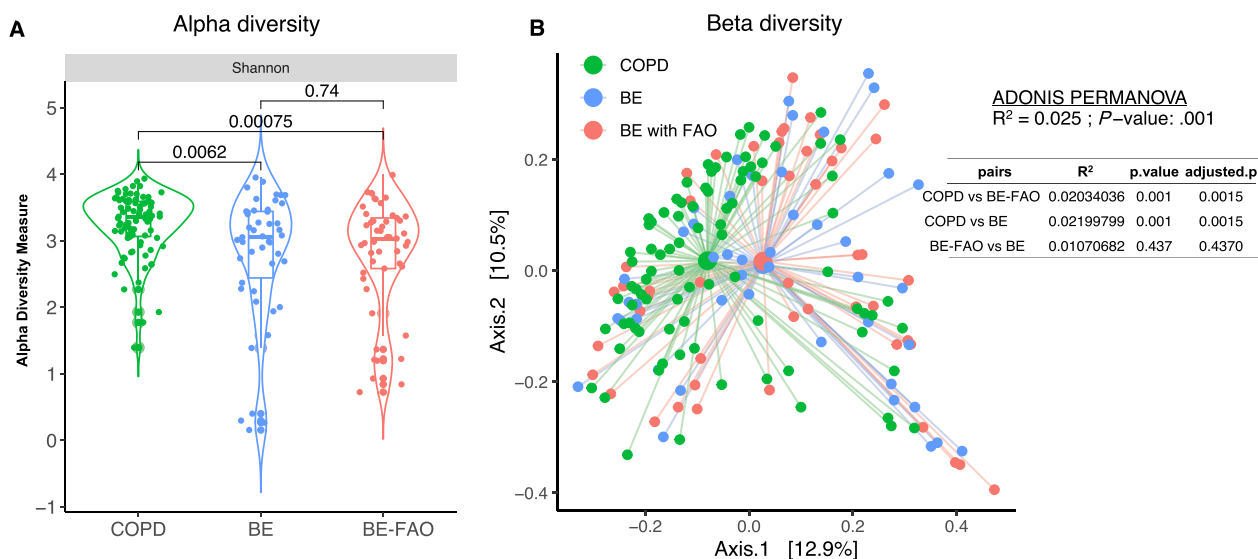 A
Alpha diversity
Shannon
0.74
0.00075
0.0062
Alpha Diversity Measure
5
4
3
2
1
0
−1
COPD BE BE-FAO
B
Beta diversity
COPD
BE
BE with FAO
Axis.2 [10.5%]
0.2
0.0
−0.2
−0.4
−0.2 0.0 0.2 0.4
Axis.1 [12.9%]
ADONIS PERMANOVA
R² = 0.025 ; P−value: .001
pairs R² p.value adjusted.p
COPD vs BE-FAO 0.02034036 0.001 0.0015
COPD vs BE 0.02199799 0.001 0.0015
BE-FAO vs BE 0.01070682 0.437 0.4370